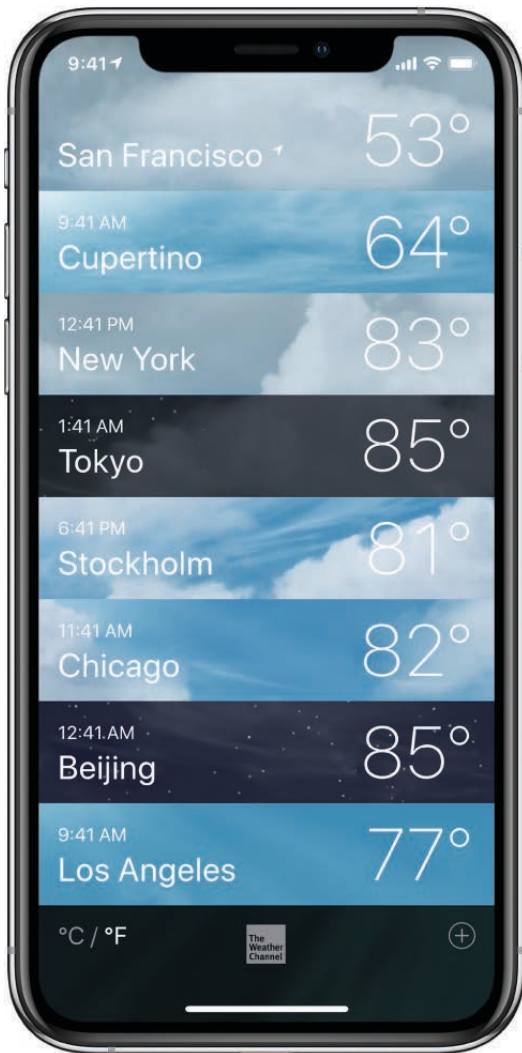 9:41
San Francisco 53°
9:41 AM
Cupertino 64°
12:41 PM
New York 83°
1:41 AM
Tokyo 85°
6:41 PM
Stockholm 81°
11:41 AM
Chicago 82°
12:41 AM
Beijing 85°
9:41 AM
Los Angeles 77°
°C / °F
The
Weather
Channel